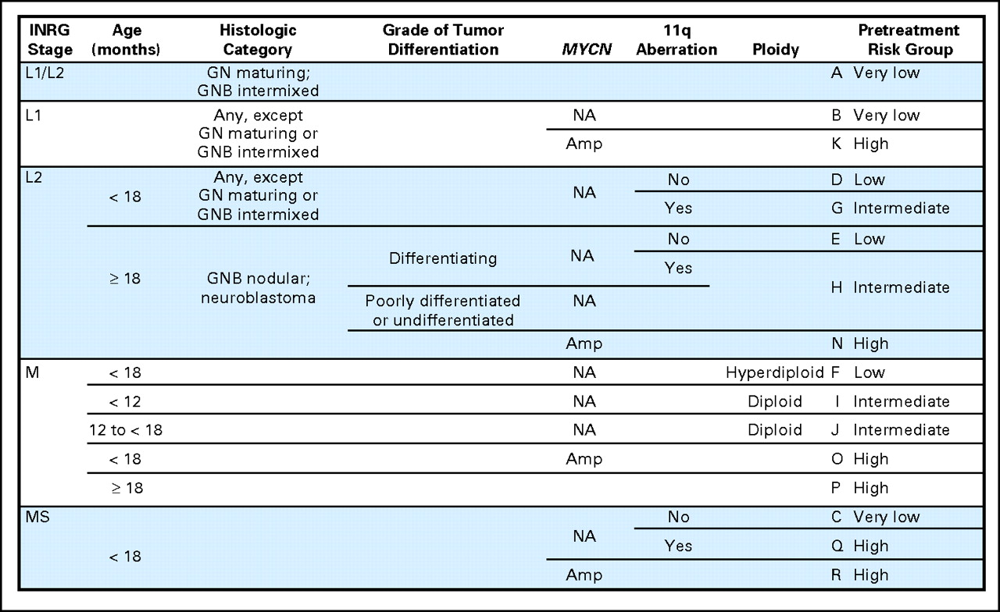 INRG Stage Age (months) Histologic Category Grade of Tumor Differentiation MYCN 11q Aberration Ploidy Pretreatment Risk Group
L1/L2 GN maturing; A Very low
GNB intermixed
L1 Any, except NA B Very low
GN maturing or
GNB intermixed Amp K High
L2 Any, except No D Low
< 18 GN maturing or NA
GNB intermixed Yes G Intermediate
No E Low
Differentiating NA
Yes
≥ 18 GNB nodular;
neuroblastoma H Intermediate
Poorly differentiated NA
or undifferentiated
Amp N High
M < 18 NA Hyperdiploid F Low
< 12 NA Diploid I Intermediate
12 to < 18 NA Diploid J Intermediate
< 18 Amp O High
≥ 18 P High
MS No C Very low
NA
Yes Q High
< 18
Amp R High